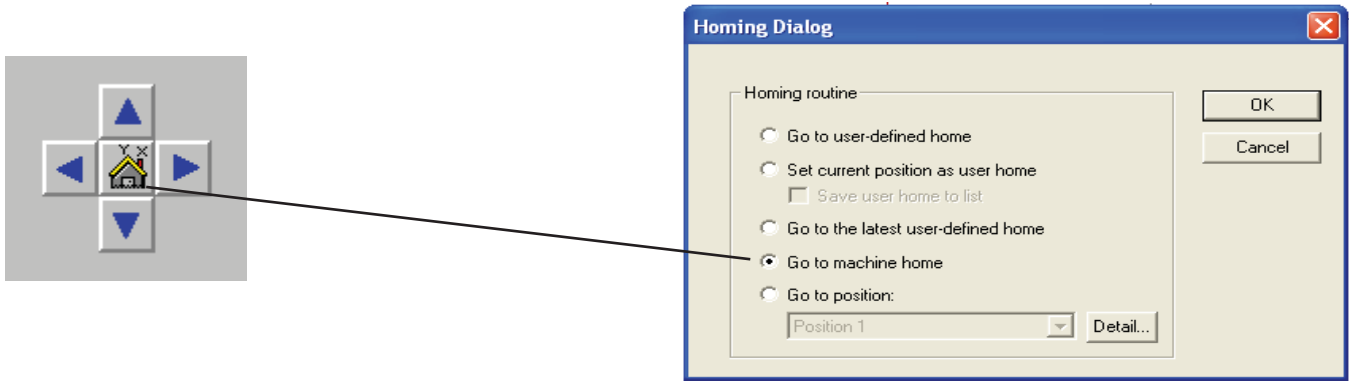 Homing Dialog
Y X
Homing routine
Go to user-defined home
Set current position as user home
Save user home to list
Go to the latest user-defined home
Go to machine home
Go to position:
Position 1
Detail...
OK
Cancel